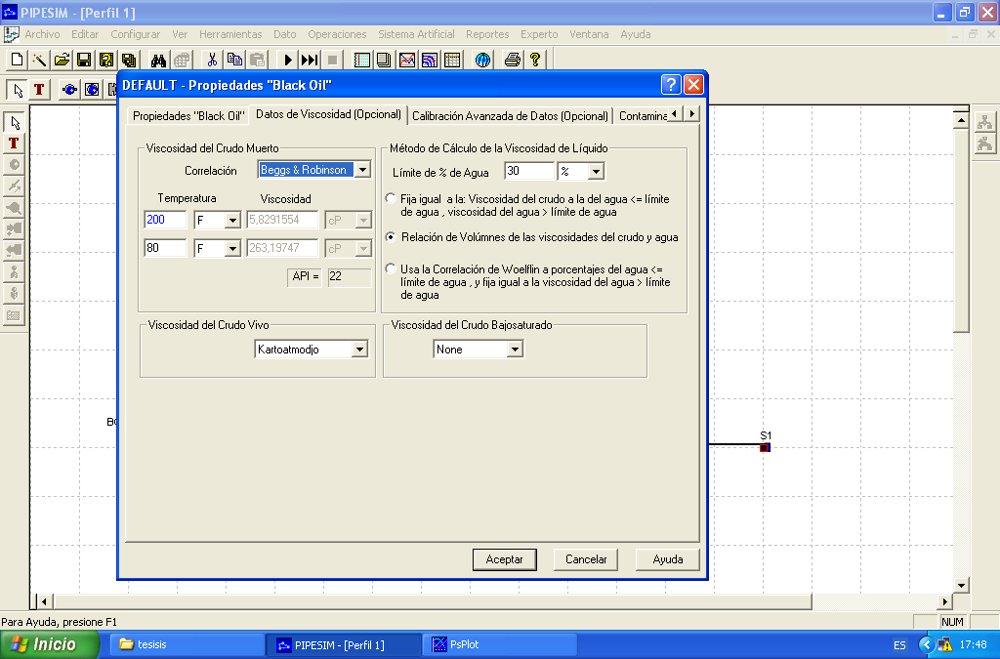 PIPESIM - [Perfil 1]
Archivo Editar Configurar Ver Herramientas Dato Operaciones Sistema Artificial Reportes Experto Ventana Ayuda
DEFAULT - Propiedades "Black Oil"
Propiedades "Black Oil" Datos de Viscosidad (Opcional) Calibración Avanzada de Datos (Opcional) Contamina
Viscosidad del Crudo Muerto
Correlación Beggs & Robinson
Temperatura Viscosidad
200 F 5,8291554 cP
80 F 263,19747 cP
API = 22
Método de Cálculo de la Viscosidad de Líquido
Límite de % de Agua 30 %
Fija igual a la: Viscosidad del crudo a la del agua <= límite
de agua , viscosidad del agua > límite de agua
Relación de Volúmnes de las viscosidades del crudo y agua
Usa la Correlación de Woelflin a porcentajes del agua <=
límite de agua , y fija igual a la viscosidad del agua > límite
de agua
Viscosidad del Crudo Vivo
Kartoatmodjo
Viscosidad del Crudo Bajosaturado
None
S1
Aceptar Cancelar Ayuda
Para Ayuda, presione F1 NUM
Inicio tesisis PIPESIM - [Perfil 1] PsPlot ES 17:48